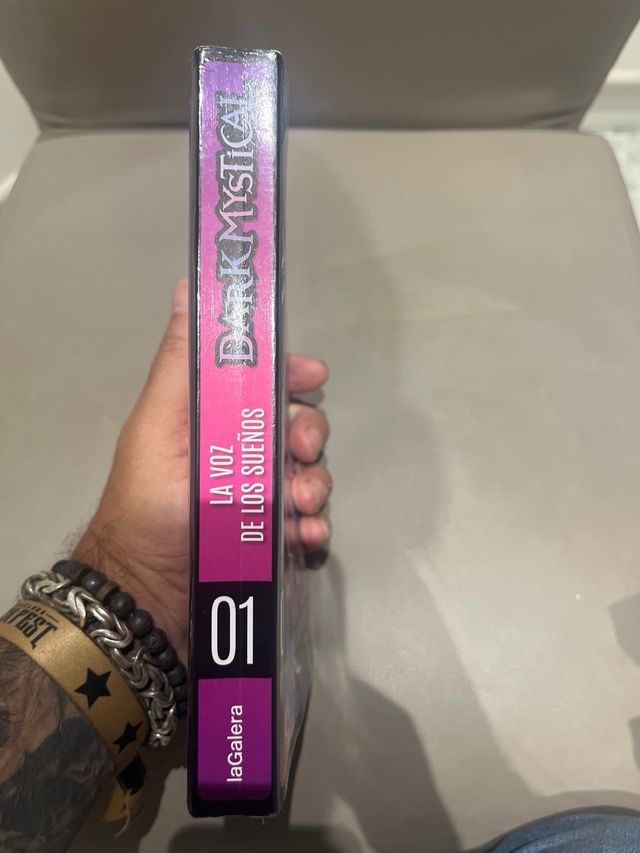 DARK MYSTICAL
LA VOZ
DE LOS SUEÑOS
01
laGalera